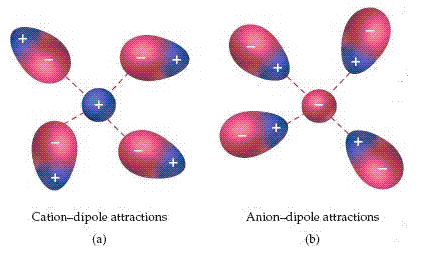 + − − +
+
− + − +
− + − +
−
− + + −
Cation–dipole attractions
Anion–dipole attractions
(a)
(b)